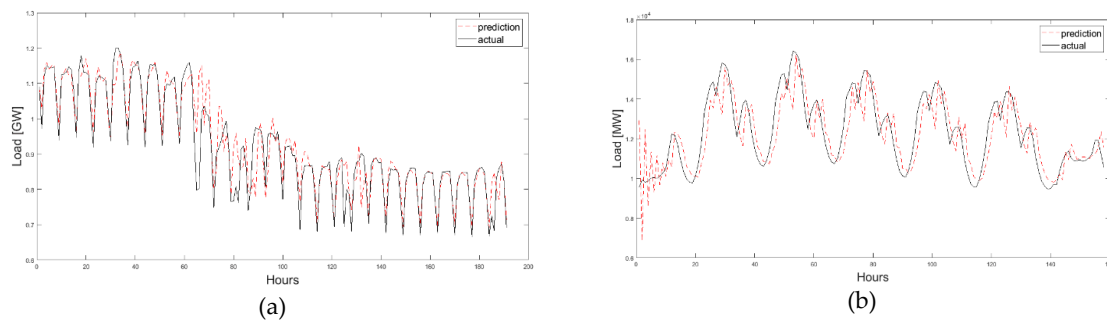 1.3
1.2
1.1
1
0.9
0.8
0.7
0.6
Load [GW]
0 20 40 60 80 100 120 140 160 180 200
Hours
prediction
actual
(a)
×10⁴
1.8
1.6
1.4
1.2
1
0.8
0.6
Load [MW]
0 20 40 60 80 100 120 140
Hours
prediction
actual
(b)